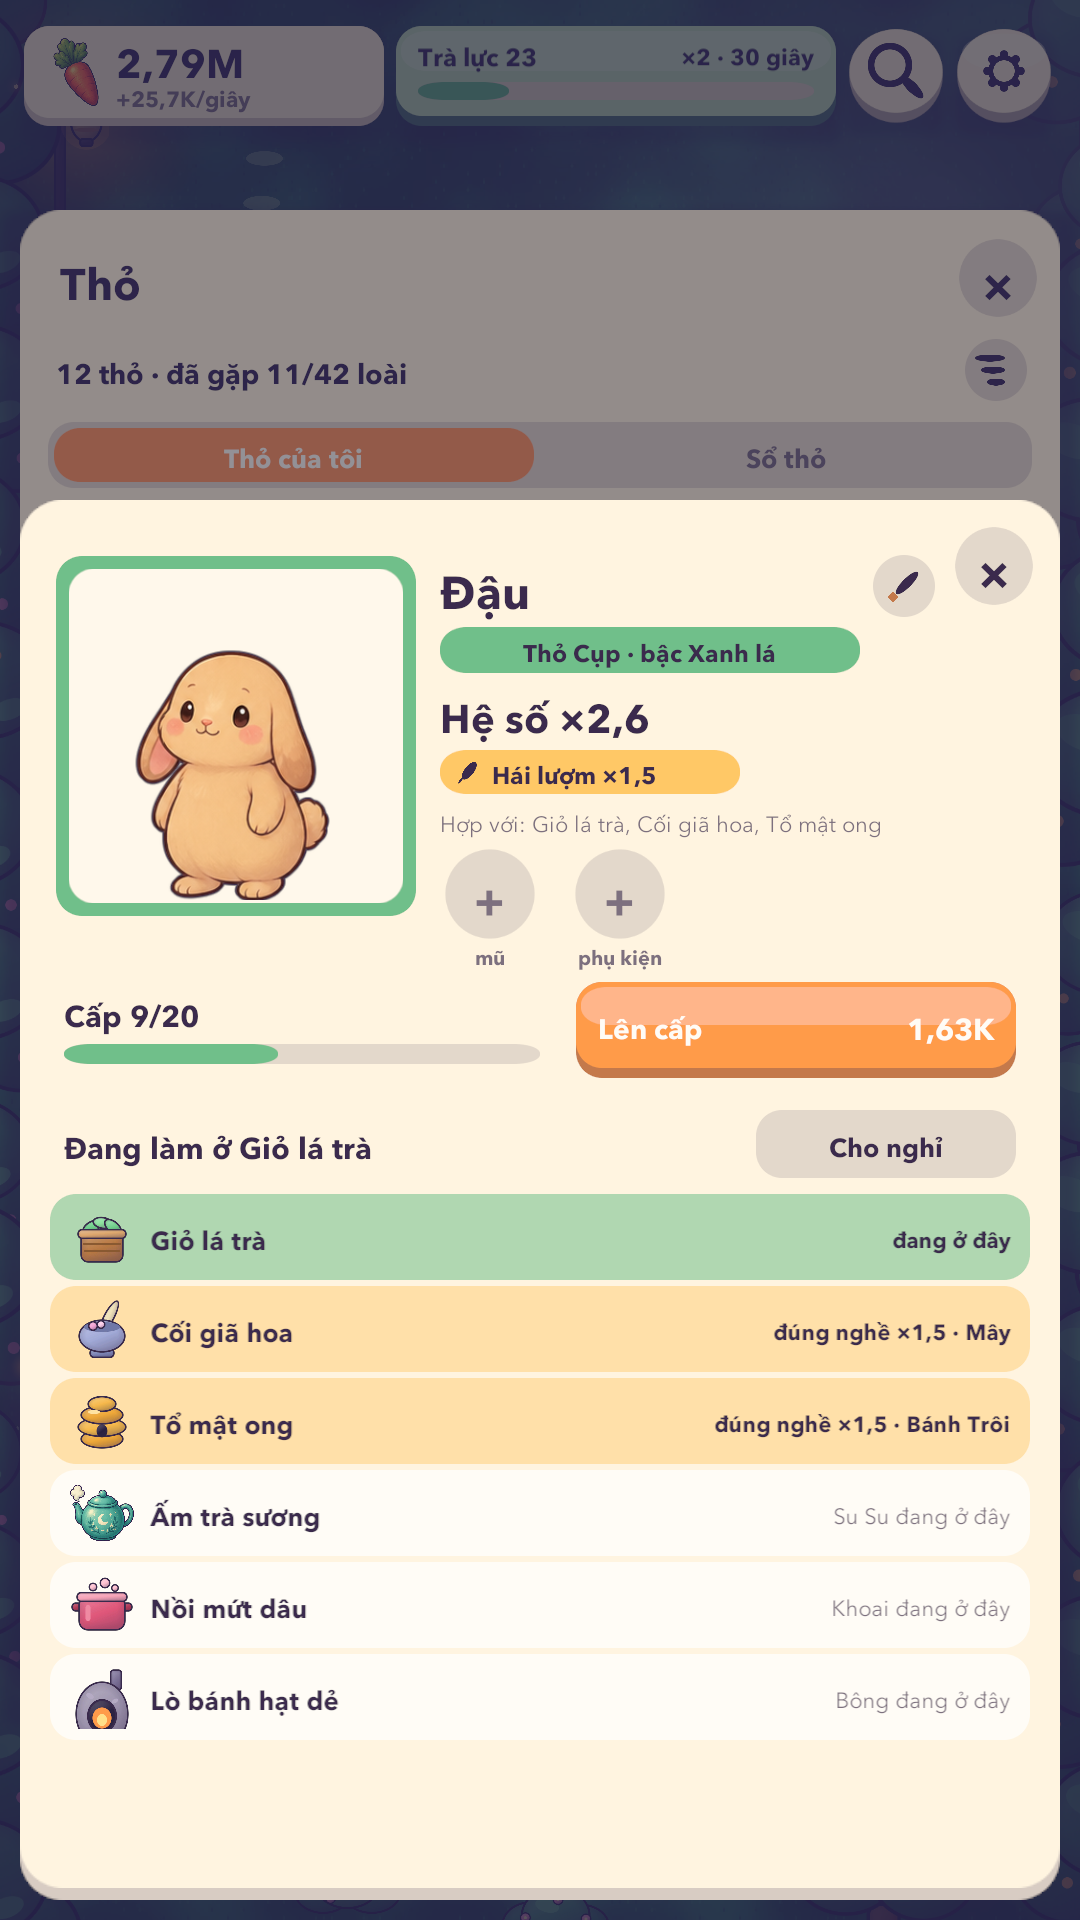 2,79M
+25,7K/giây
Trà lực 23
×2 · 30 giây
Thỏ
12 thỏ · đã gặp 11/42 loài
Thỏ của tôi
Sổ thỏ
Đậu
Thỏ Cụp · bậc Xanh lá
Hệ số ×2,6
Hái lượm ×1,5
Hợp với: Giỏ lá trà, Cối giã hoa, Tổ mật ong
mũ
phụ kiện
Cấp 9/20
Lên cấp 1,63K
Đang làm ở Giỏ lá trà
Cho nghỉ
Giỏ lá trà đang ở đây
Cối giã hoa đúng nghề ×1,5 · Mây
Tổ mật ong đúng nghề ×1,5 · Bánh Trôi
Ấm trà sương Su Su đang ở đây
Nồi mứt dâu Khoai đang ở đây
Lò bánh hạt dẻ Bông đang ở đây